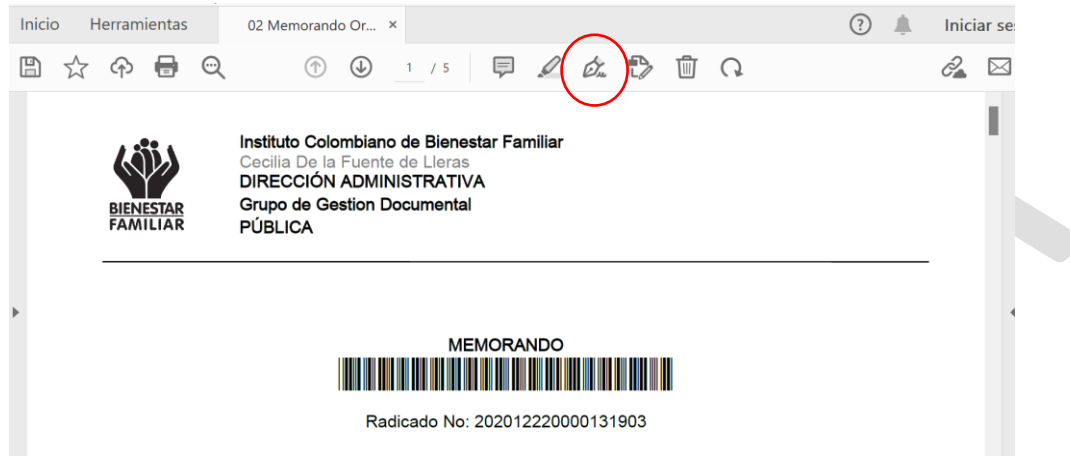 Inicio Herramientas 02 Memorando Or... × ? Iniciar se
1 / 5
Instituto Colombiano de Bienestar Familiar
Cecilia De la Fuente de Lleras
DIRECCIÓN ADMINISTRATIVA
Grupo de Gestion Documental
PÚBLICA
BIENESTAR
FAMILIAR
MEMORANDO
Radicado No: 202012220000131903